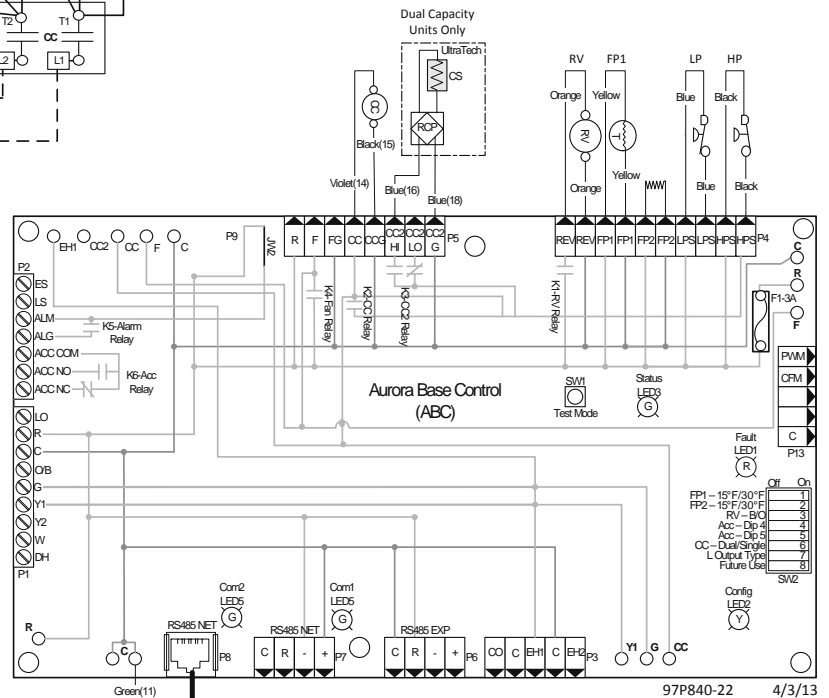 T2
T1
CC
L2
L1
Dual Capacity
Units Only
UltraTech
CS
RCP
CC
Black(15)
Violet(14)
Blue(16)
Blue(18)
RV
FP1
LP
HP
Orange
Yellow
Blue
Black
RV
T
Orange
Yellow
Blue
Black
EH1
CC2
CC
F
C
P9
JW2
R
F
FG
CC
CCG
CC2 HI
CC2 LO
CC2 G
P5
REV
REV
FP1
FP1
FP2
FP2
LPS
LPS
HPS
HPS
P4
C
R
F1-3A
F
P2
ES
LS
ALM
ALG
ACC COM
ACC NO
ACC NC
K5-Alarm
Relay
K6-Acc
Relay
K4-Fan Relay
K2-CC Relay
K3-CC2 Relay
K1-RV Relay
Aurora Base Control
(ABC)
SW1
Test Mode
Status
LED3
G
PWM
CFM
C
P13
Fault
LED1
R
LO
R
C
O/B
G
Y1
Y2
W
DH
P1
Off
On
FP1 – 15°F/30°F
1
FP2 – 15°F/30°F
2
RV – B/O
3
Acc – Dip 4
4
Acc – Dip 5
5
CC – Dual/Single
6
L Output Type
7
Future Use
8
SW2
Config
LED2
Y
Com2
LED5
G
Com1
LED5
G
R
C
RS485 NET
P8
RS485 NET
C
R
-
+
P7
RS485 EXP
C
R
-
+
P6
CO
C
EH1
C
EH2
P3
Y1
G
CC
Green(11)
97P840-22
4/3/13